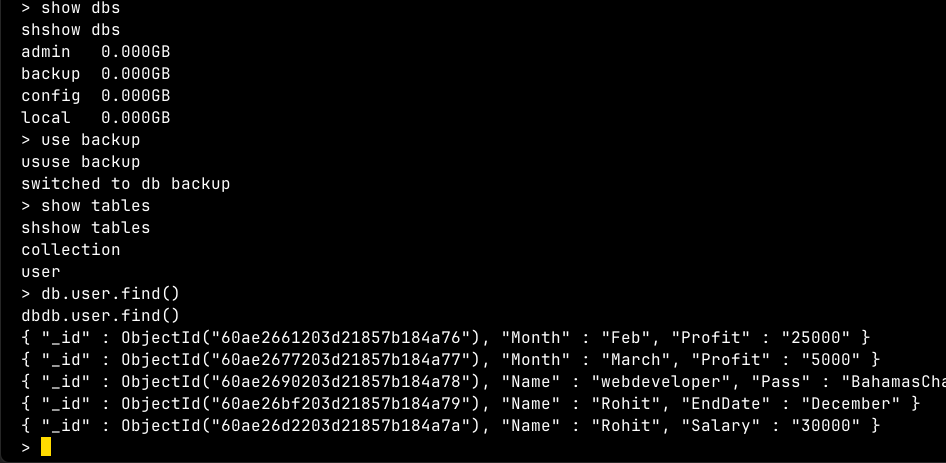 > show dbs
shshow dbs
admin   0.000GB
backup  0.000GB
config  0.000GB
local   0.000GB
> use backup
ususe backup
switched to db backup
> show tables
shshow tables
collection
user
> db.user.find()
dbdb.user.find()
{ "_id" : ObjectId("60ae2661203d21857b184a76"), "Month" : "Feb", "Profit" : "25000" }
{ "_id" : ObjectId("60ae2677203d21857b184a77"), "Month" : "March", "Profit" : "5000" }
{ "_id" : ObjectId("60ae2690203d21857b184a78"), "Name" : "webdeveloper", "Pass" : "BahamasCha
{ "_id" : ObjectId("60ae26bf203d21857b184a79"), "Name" : "Rohit", "EndDate" : "December" }
{ "_id" : ObjectId("60ae26d2203d21857b184a7a"), "Name" : "Rohit", "Salary" : "30000" }
>